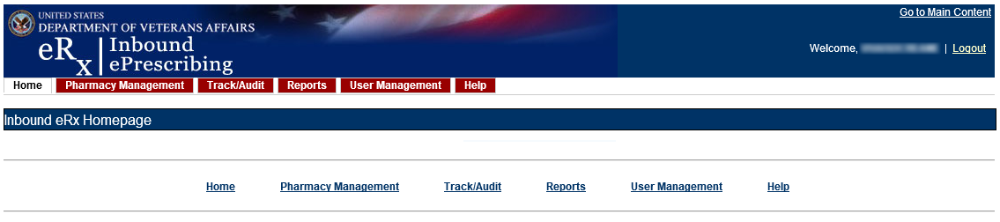 Go to Main Content
UNITED STATES
DEPARTMENT OF VETERANS AFFAIRS
eRx Inbound
ePrescribing
Welcome, | Logout
Home Pharmacy Management Track/Audit Reports User Management Help
Inbound eRx Homepage
Home Pharmacy Management Track/Audit Reports User Management Help